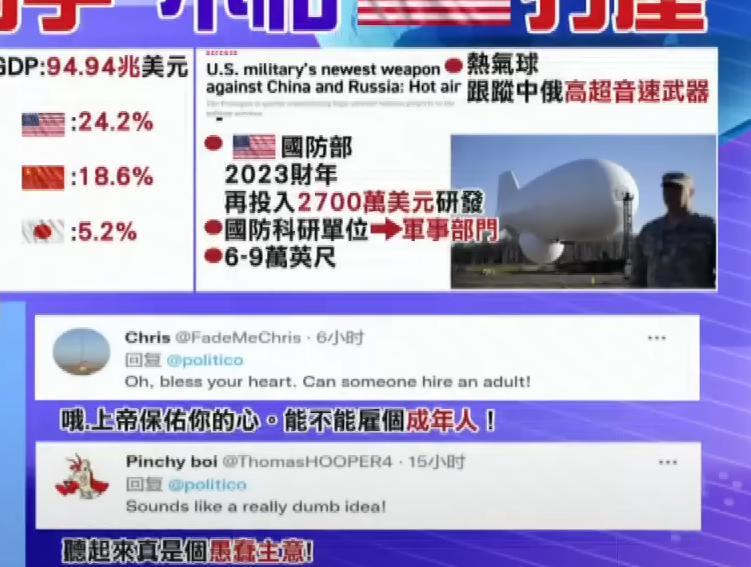 GDP:94.94兆美元
:24.2%
:18.6%
:5.2%
DEFENSE
U.S. military's newest weapon
against China and Russia: Hot air
熱氣球
跟蹤中俄高超音速武器
國防部
2023財年
再投入2700萬美元研發
國防科研單位➡軍事部門
6-9萬英尺
Chris @FadeMeChris · 6小时
回复 @politico
Oh, bless your heart. Can someone hire an adult!
哦.上帝保佑你的心。能不能雇個成年人！
Pinchy boi @ThomasHOOPER4 · 15小时
回复 @politico
Sounds like a really dumb idea!
聽起來真是個愚蠢主意!